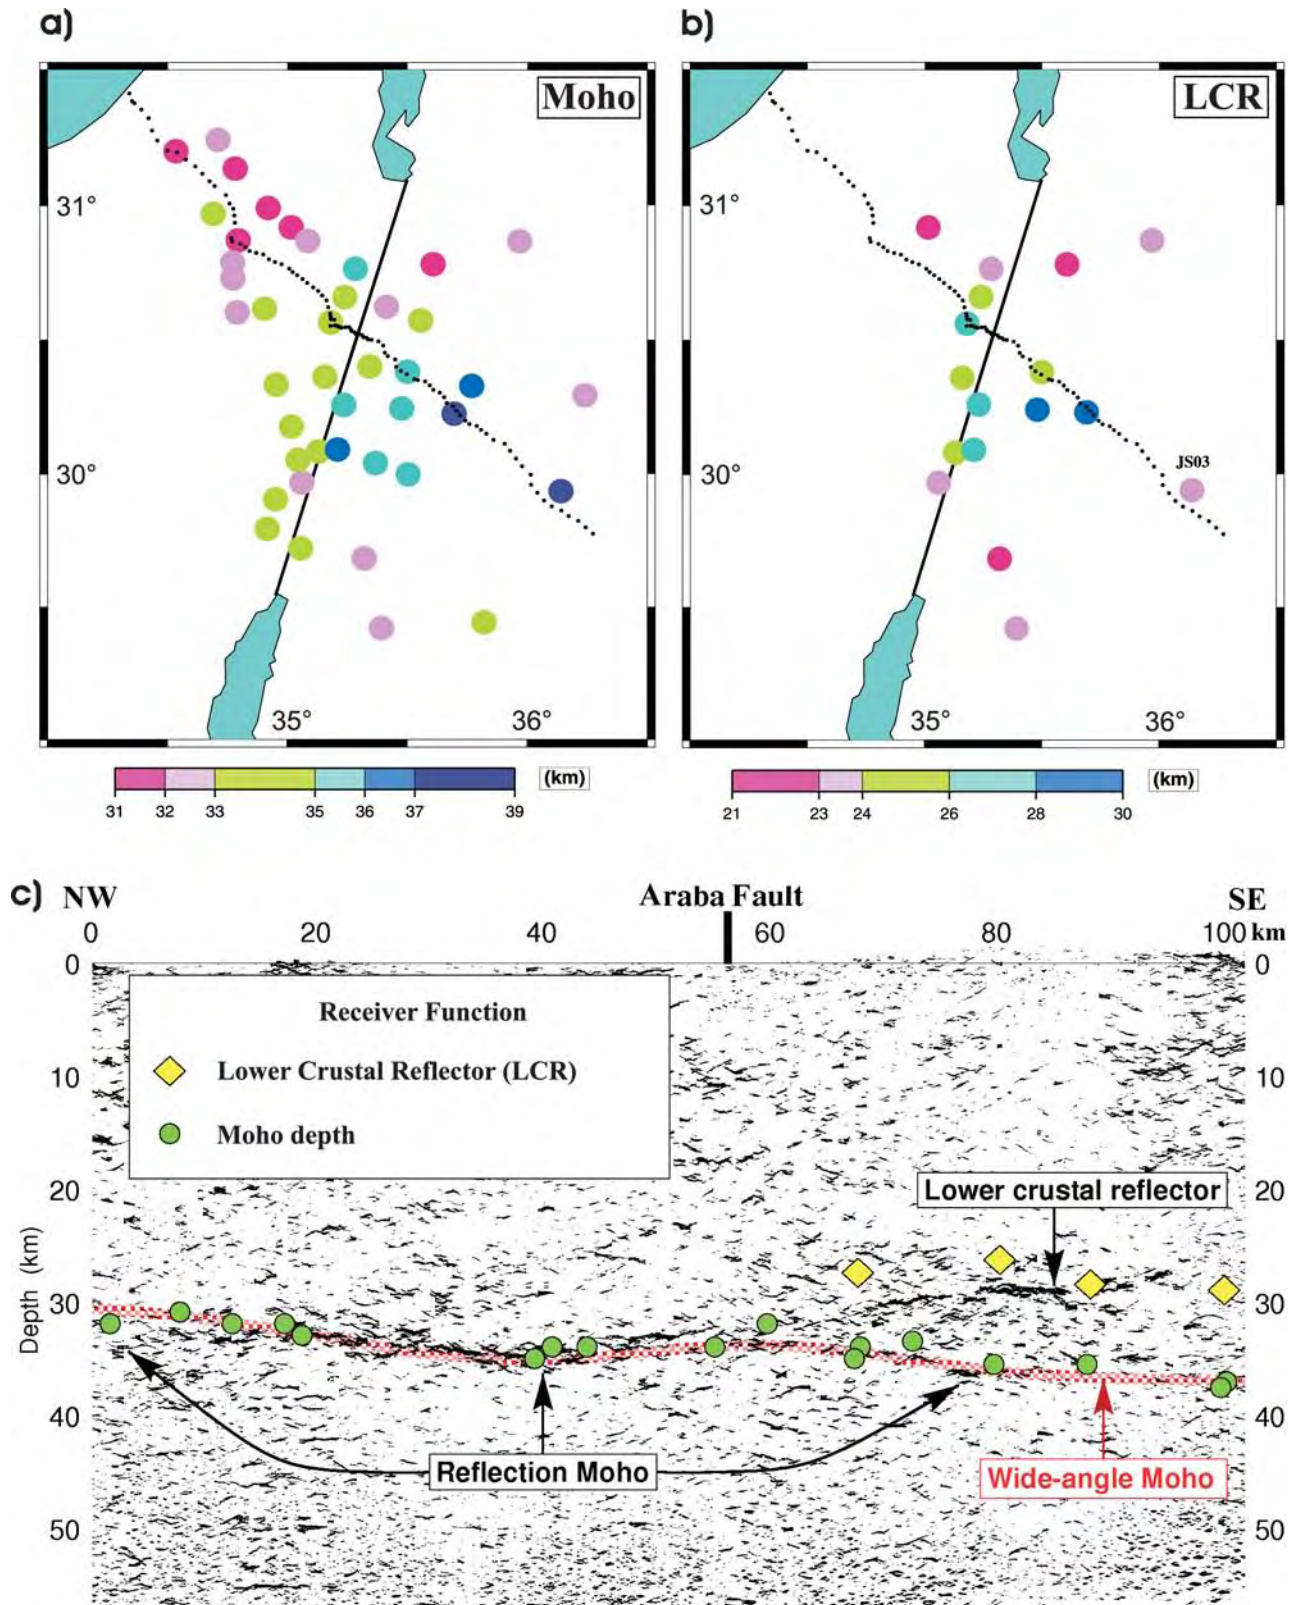 a)
b)
Moho
LCR
31°
31°
JS03
30°
30°
35°
36°
35°
36°
(km)
(km)
31 32 33 35 36 37 39
21 23 24 26 28 30
c) NW Araba Fault SE
0 20 40 60 80 100 km
0 0
Receiver Function
Lower Crustal Reflector (LCR)
10 10
Moho depth
20 20
Lower crustal reflector
Depth (km)
30 30
40 40
Reflection Moho
Wide-angle Moho
50 50